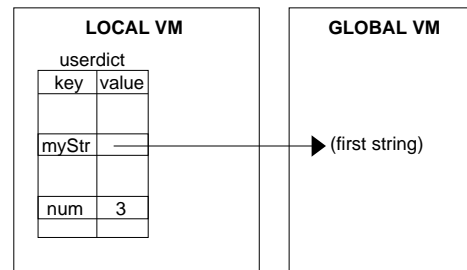 LOCAL VM
GLOBAL VM
userdict
key value
myStr
(first string)
num 3